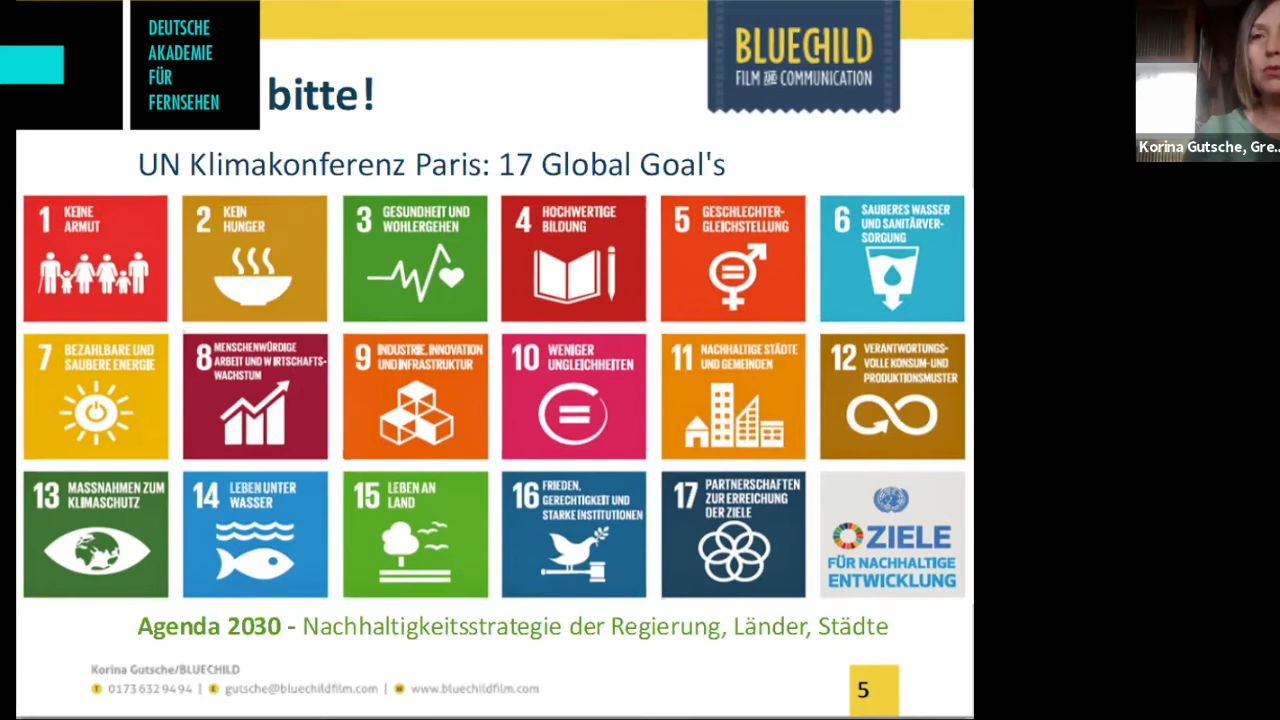 DEUTSCHE
AKADEMIE
FÜR
FERNSEHEN
bitte!
BLUECHILD
FILM AND COMMUNICATION
Korina Gutsche, Gre...
UN Klimakonferenz Paris: 17 Global Goal's
1 KEINE
ARMUT
2 KEIN
HUNGER
3 GESUNDHEIT UND
WOHLERGEHEN
4 HOCHWERTIGE
BILDUNG
5 GESCHLECHTER-
GLEICHSTELLUNG
6 SAUBERES WASSER
UND SANITÄRVER-
SORGUNG
7 BEZAHLBARE UND
SAUBERE ENERGIE
8 MENSCHENWÜRDIGE
ARBEIT UND WIRTSCHAFTS-
WACHSTUM
9 INDUSTRIE, INNOVATION
UND INFRASTRUKTUR
10 WENIGER
UNGLEICHHEITEN
11 NACHHALTIGE STÄDTE
UND GEMEINDEN
12 VERANTWORTUNGS-
VOLLE KONSUM- UND
PRODUKTIONSMUSTER
13 MASSNAHMEN ZUM
KLIMASCHUTZ
14 LEBEN UNTER
WASSER
15 LEBEN AN
LAND
16 FRIEDEN,
GERECHTIGKEIT UND
STARKE INSTITUTIONEN
17 PARTNERSCHAFTEN
ZUR ERREICHUNG
DER ZIELE
ZIELE
FÜR NACHHALTIGE
ENTWICKLUNG
Agenda 2030 - Nachhaltigkeitsstrategie der Regierung, Länder, Städte
Korina Gutsche/BLUECHILD
T 0173 632 9494 | E gutsche@bluechildfilm.com | W www.bluechildfilm.com
5